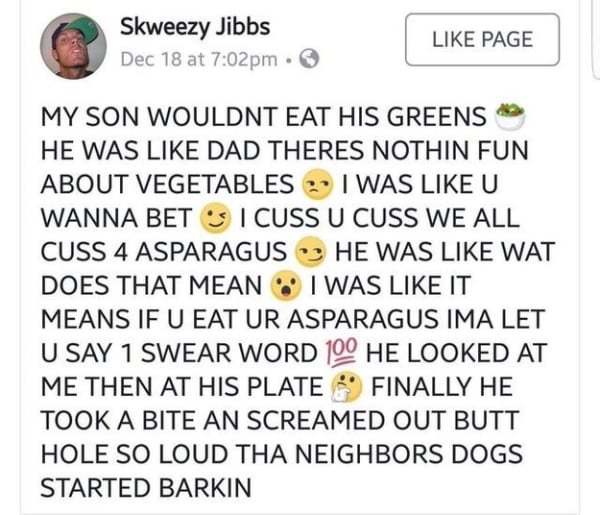 Skweezy Jibbs
Dec 18 at 7:02pm •
LIKE PAGE
MY SON WOULDNT EAT HIS GREENS 🥗
HE WAS LIKE DAD THERES NOTHIN FUN
ABOUT VEGETABLES 😒 I WAS LIKE U
WANNA BET 😉 I CUSS U CUSS WE ALL
CUSS 4 ASPARAGUS 😏 HE WAS LIKE WAT
DOES THAT MEAN 😮 I WAS LIKE IT
MEANS IF U EAT UR ASPARAGUS IMA LET
U SAY 1 SWEAR WORD 💯 HE LOOKED AT
ME THEN AT HIS PLATE 🤔 FINALLY HE
TOOK A BITE AN SCREAMED OUT BUTT
HOLE SO LOUD THA NEIGHBORS DOGS
STARTED BARKIN